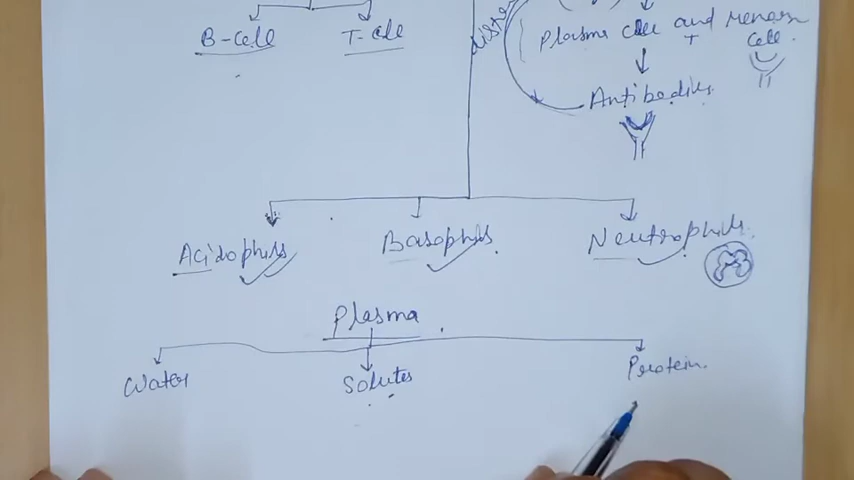 B-cell T-cell
Plasma cell and memory
T cell
Antibodies
Acidophils Basophils Neutrophils
Plasma
Water Solutes Protein